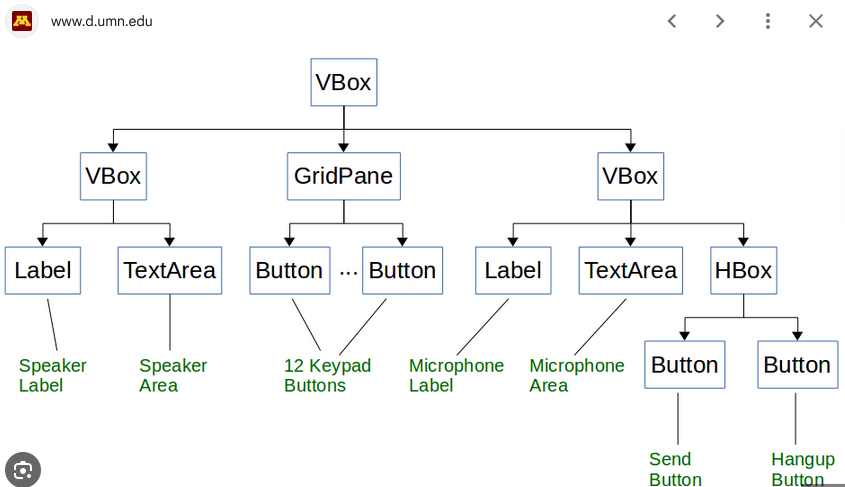 www.d.umn.edu
VBox
VBox GridPane VBox
Label TextArea Button ... Button Label TextArea HBox
Speaker Label
Speaker Area
12 Keypad Buttons
Microphone Label
Microphone Area
Button Button
Send Button
Hangup Button